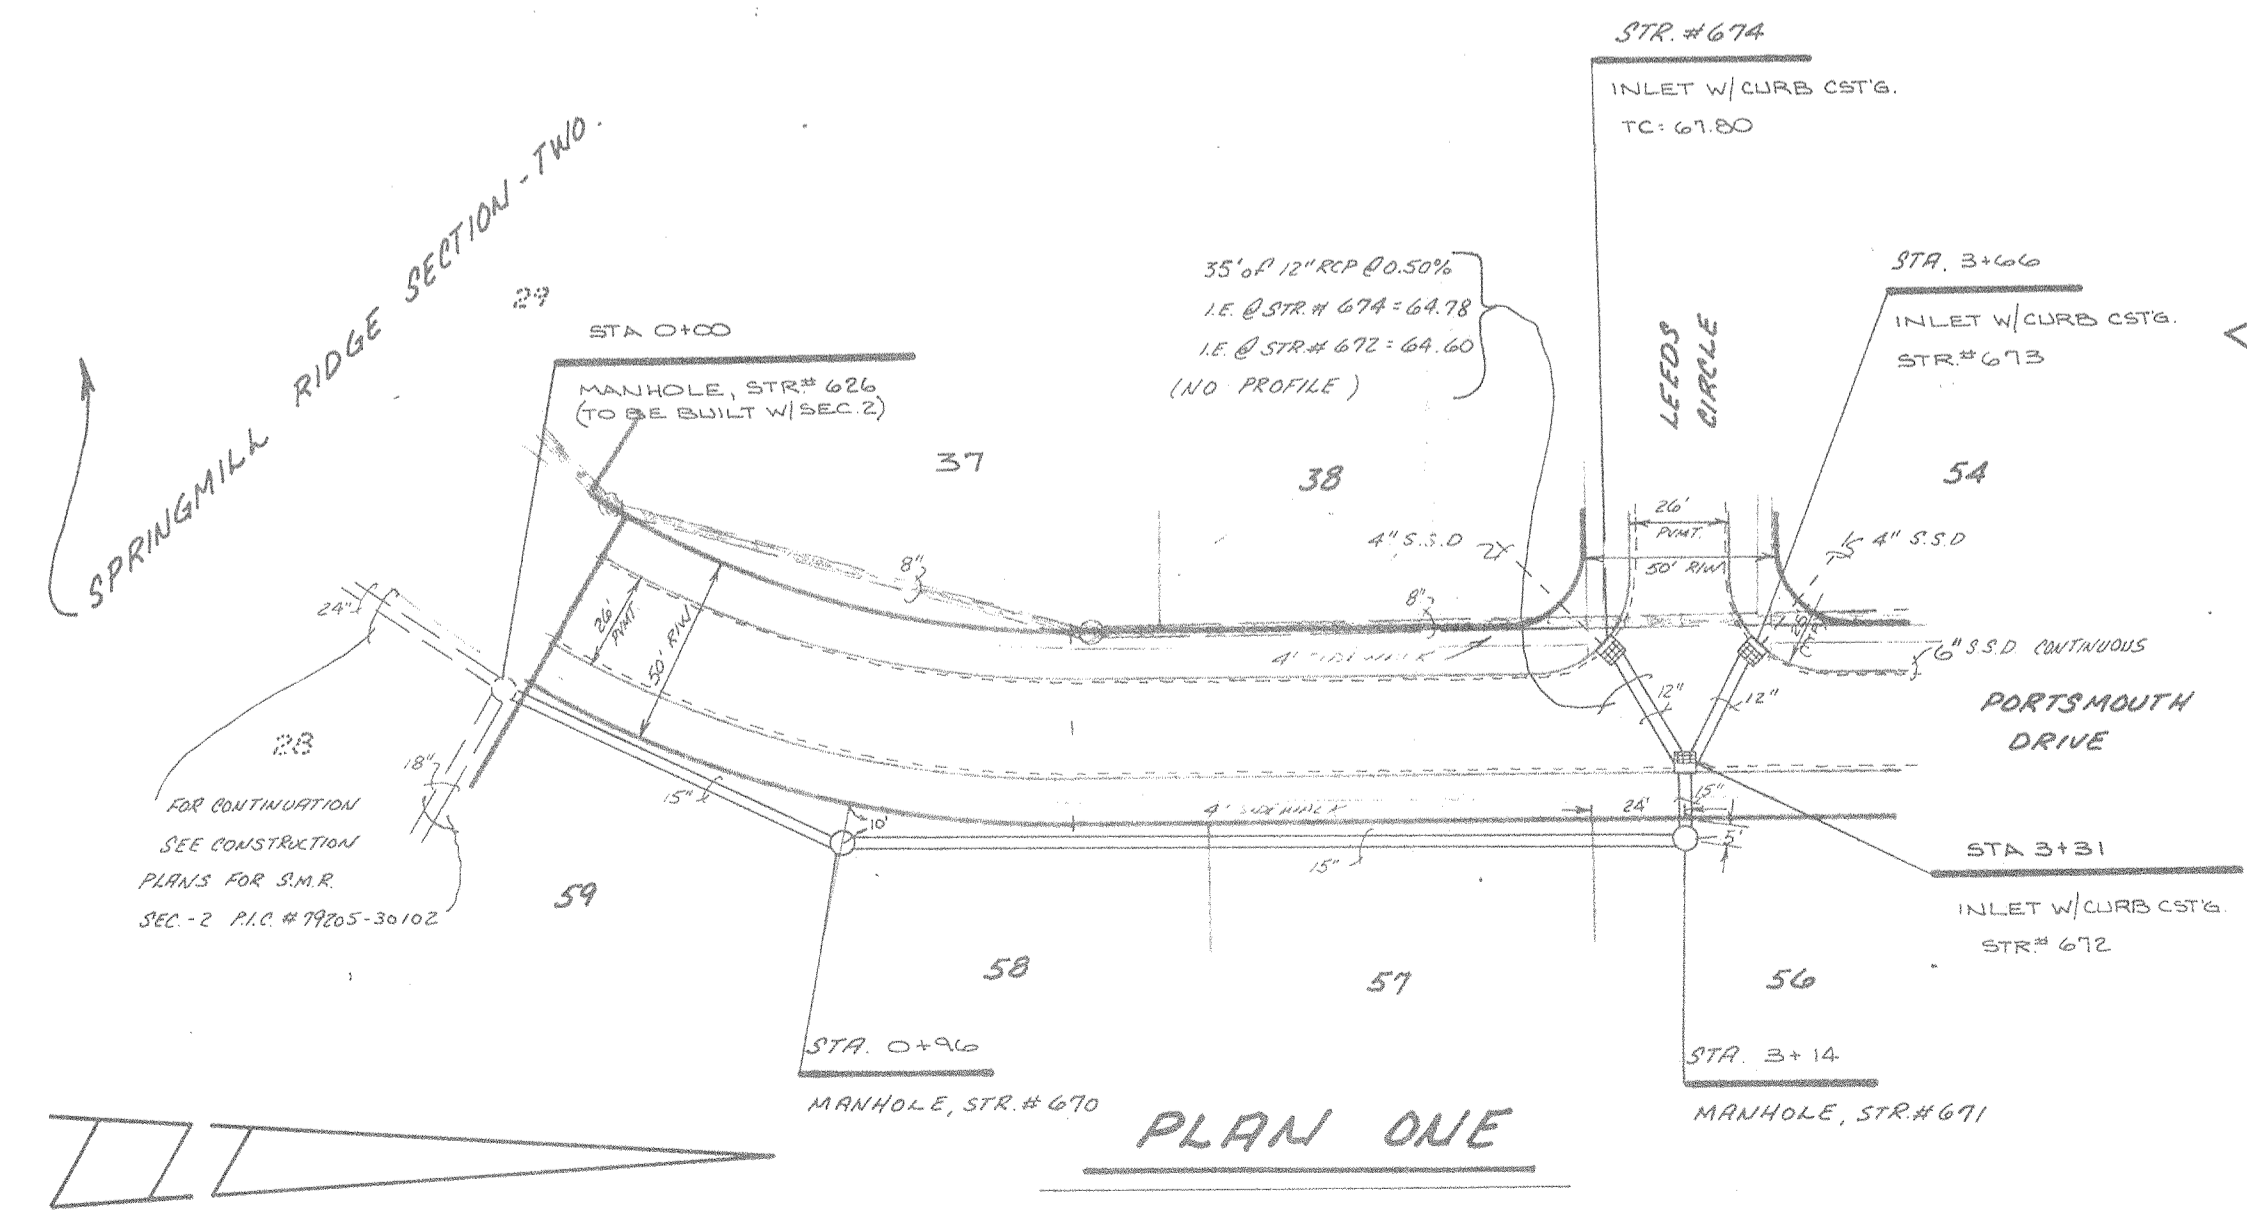 STR. #674
INLET W/CURB CST'G.
TC= 67.80
SPRINGMILL RIDGE SECTION - TWO.
29
STA 0+00
MANHOLE, STR# 626
(TO BE BUILT W/SEC.2)
35' of 12" RCP @ 0.50%
I.E. @ STR.# 674 = 64.78
I.E. @ STR.# 672 = 64.60
(NO PROFILE)
LEEDS
CIRCLE
STA. 3+66
INLET W/CURB CST'G.
STR.# 673
37
38
54
26'
PVMT.
50' R/W
4" S.S.D
4" S.S.D
8"
8"
24"
26'
PVMT.
50' R/W
4' SIDEWALK
25'
6" S.S.D CONTINUOUS
12"
12"
PORTSMOUTH
DRIVE
28
18"
15"
FOR CONTINUATION
SEE CONSTRUCTION
PLANS FOR S.M.R.
SEC.-2 P.I.C. # 79205-30102
10'
4' SIDEWALK
24'
15"
5'
15"
STA 3+31
INLET W/CURB CST'G.
STR# 672
59
58
57
56
STA. 0+96
MANHOLE, STR.# 670
STA. 3+14
MANHOLE, STR.# 671
PLAN ONE